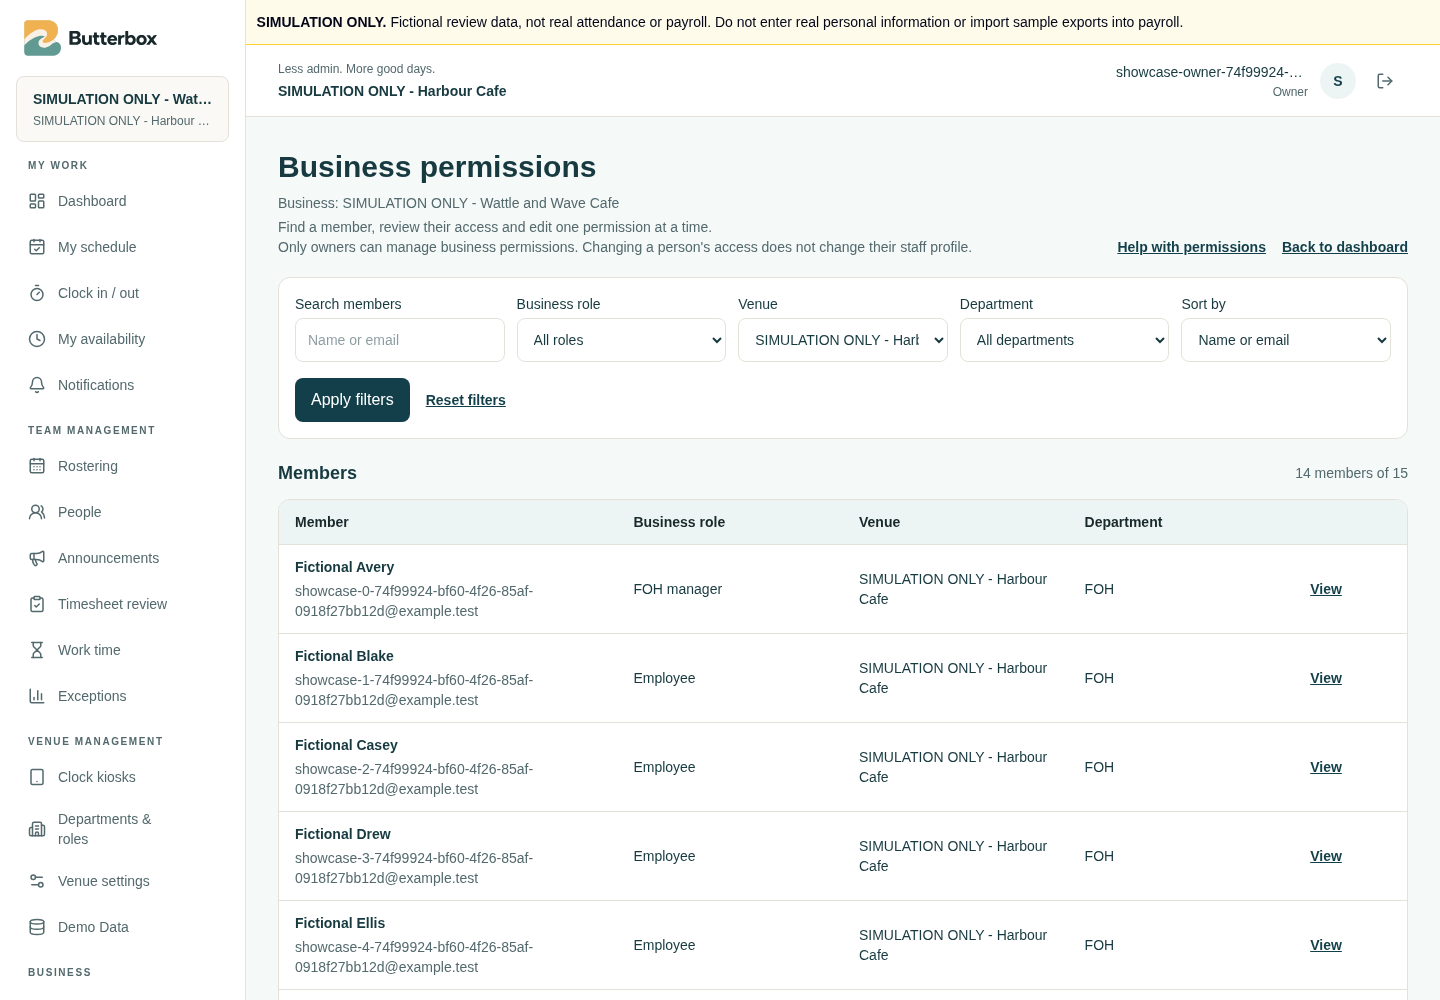 Butterbox
SIMULATION ONLY - Wat...
SIMULATION ONLY - Harbour ...
MY WORK
Dashboard
My schedule
Clock in / out
My availability
Notifications
TEAM MANAGEMENT
Rostering
People
Announcements
Timesheet review
Work time
Exceptions
VENUE MANAGEMENT
Clock kiosks
Departments &
roles
Venue settings
Demo Data
BUSINESS
SIMULATION ONLY. Fictional review data, not real attendance or payroll. Do not enter real personal information or import sample exports into payroll.
Less admin. More good days.
SIMULATION ONLY - Harbour Cafe
showcase-owner-74f99924-...
Owner
S
Business permissions
Business: SIMULATION ONLY - Wattle and Wave Cafe
Find a member, review their access and edit one permission at a time.
Only owners can manage business permissions. Changing a person's access does not change their staff profile.
Help with permissions Back to dashboard
Search members Business role Venue Department Sort by
Name or email All roles SIMULATION ONLY - Harb All departments Name or email
Apply filters Reset filters
Members 14 members of 15
Member Business role Venue Department
Fictional Avery
showcase-0-74f99924-bf60-4f26-85af-
0918f27bb12d@example.test
FOH manager
SIMULATION ONLY - Harbour
Cafe
FOH
View
Fictional Blake
showcase-1-74f99924-bf60-4f26-85af-
0918f27bb12d@example.test
Employee
SIMULATION ONLY - Harbour
Cafe
FOH
View
Fictional Casey
showcase-2-74f99924-bf60-4f26-85af-
0918f27bb12d@example.test
Employee
SIMULATION ONLY - Harbour
Cafe
FOH
View
Fictional Drew
showcase-3-74f99924-bf60-4f26-85af-
0918f27bb12d@example.test
Employee
SIMULATION ONLY - Harbour
Cafe
FOH
View
Fictional Ellis
showcase-4-74f99924-bf60-4f26-85af-
0918f27bb12d@example.test
Employee
SIMULATION ONLY - Harbour
Cafe
FOH
View